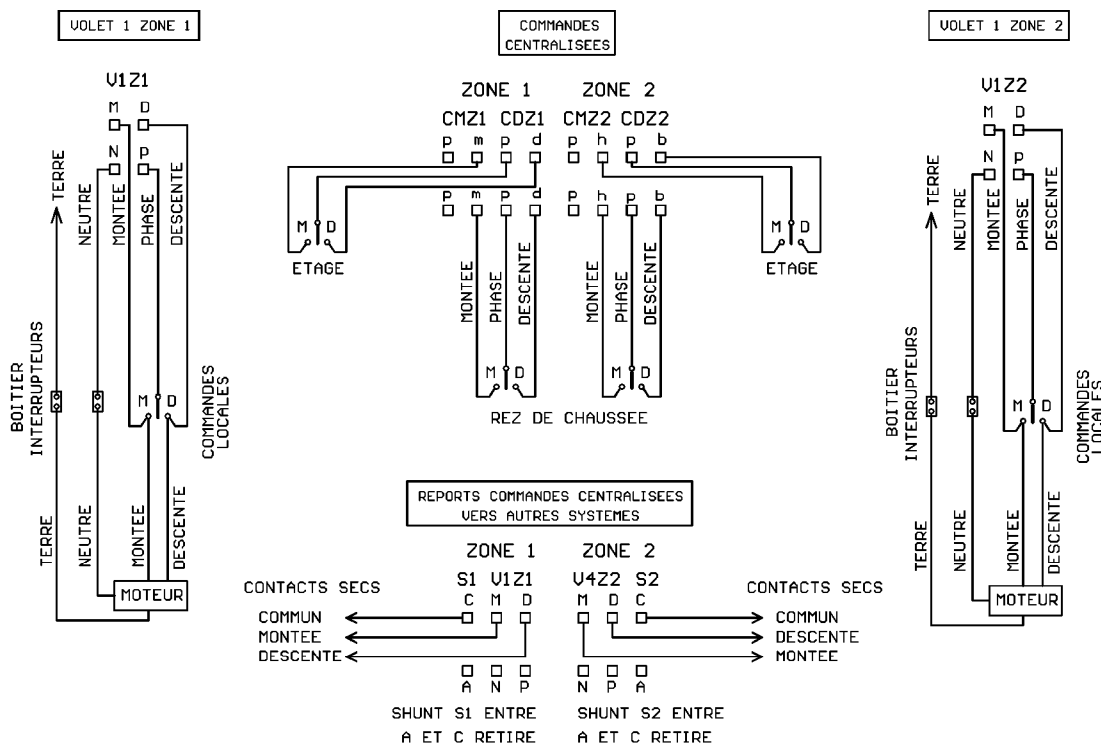 VOLET 1 ZONE 1
V1Z1
M D
N P
TERRE
NEUTRE
MONTEE
PHASE
DESCENTE
BOITIER
INTERRUPTEURS
M D
COMMANDES
LOCALES
TERRE
NEUTRE
MONTEE
DESCENTE
MOTEUR
COMMANDES
CENTRALISEES
ZONE 1 ZONE 2
CMZ1 CDZ1 CMZ2 CDZ2
p m p d p h p b
p m p d p h p b
M D
ETAGE
M D
ETAGE
MONTEE
PHASE
DESCENTE
MONTEE
PHASE
DESCENTE
M D
M D
REZ DE CHAUSSEE
REPORTS COMMANDES CENTRALISEES
VERS AUTRES SYSTEMES
ZONE 1 ZONE 2
CONTACTS SECS S1 V1Z1 V4Z2 S2 CONTACTS SECS
C M D M D C
COMMUN COMMUN
MONTEE DESCENTE
DESCENTE MONTEE
A N P N P A
SHUNT S1 ENTRE SHUNT S2 ENTRE
A ET C RETIRE A ET C RETIRE
VOLET 1 ZONE 2
V1Z2
M D
N P
TERRE
NEUTRE
MONTEE
PHASE
DESCENTE
BOITIER
INTERRUPTEURS
M D
COMMANDES
LOCALES
TERRE
NEUTRE
MONTEE
DESCENTE
MOTEUR